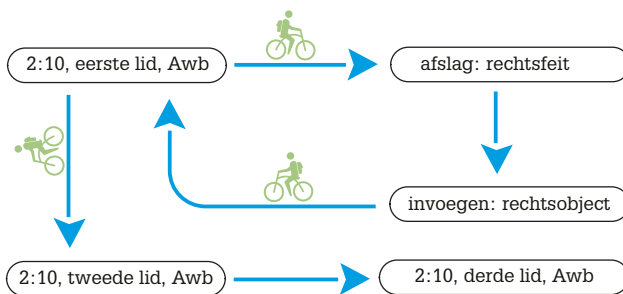 2:10, eerste lid, Awb
afslag: rechtsfeit
invoegen: rechtsobject
2:10, tweede lid, Awb
2:10, derde lid, Awb